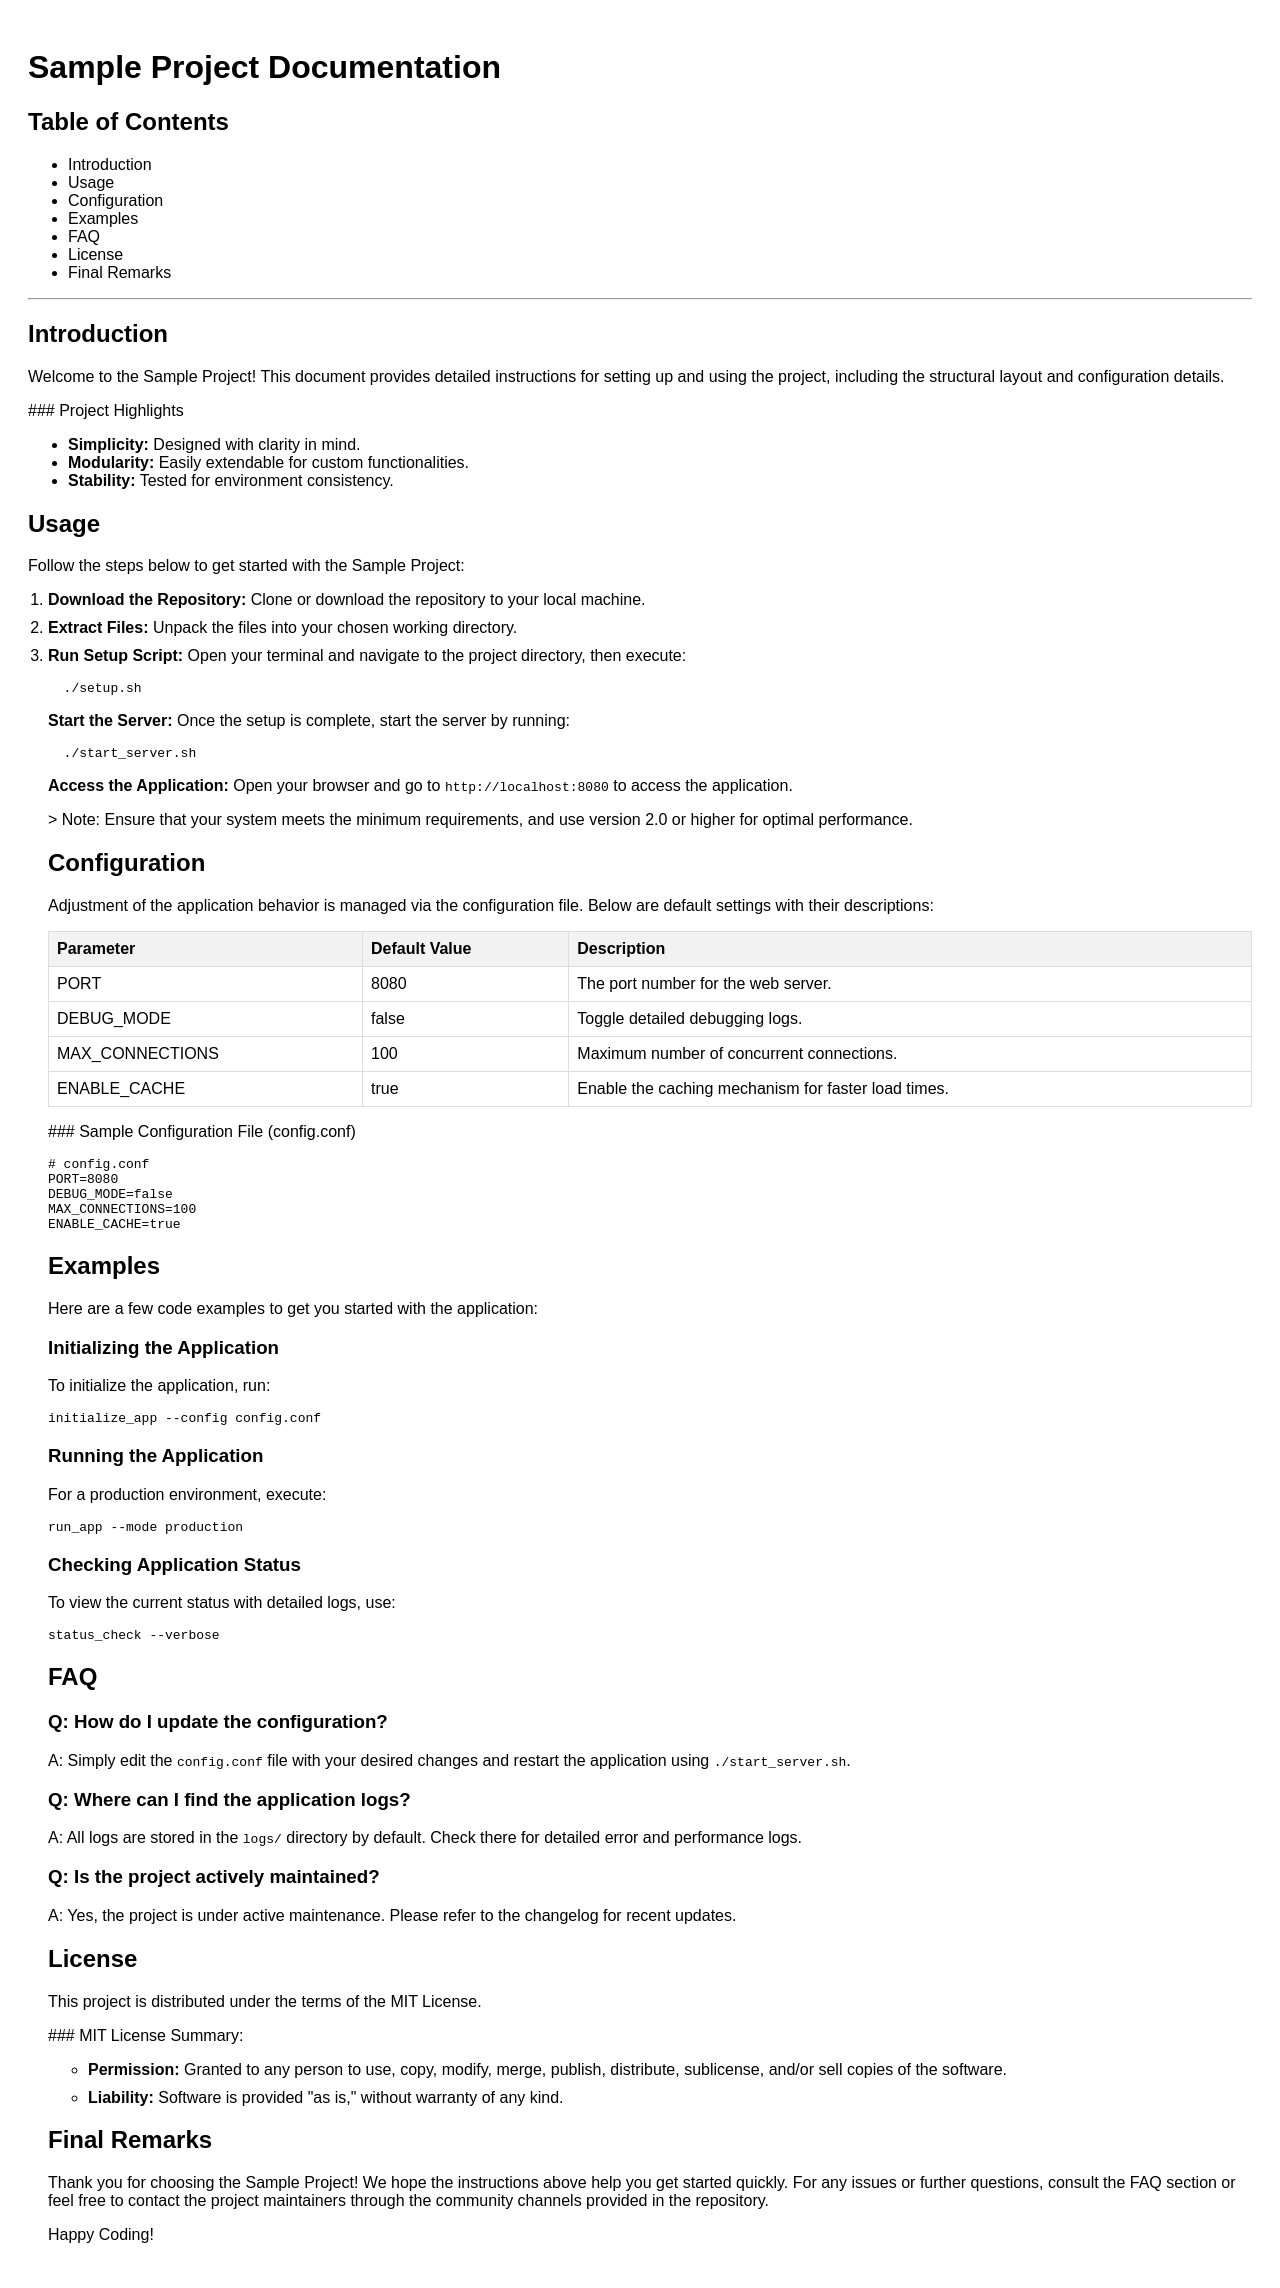 Sample Project Documentation
Table of Contents
• Introduction
• Usage
• Configuration
• Examples
• FAQ
• License
• Final Remarks
Introduction
Welcome to the Sample Project! This document provides detailed instructions for setting up and using the project, including the structural layout and configuration details.
### Project Highlights
• Simplicity: Designed with clarity in mind.
• Modularity: Easily extendable for custom functionalities.
• Stability: Tested for environment consistency.
Usage
Follow the steps below to get started with the Sample Project:
1. Download the Repository: Clone or download the repository to your local machine.
2. Extract Files: Unpack the files into your chosen working directory.
3. Run Setup Script: Open your terminal and navigate to the project directory, then execute:
./setup.sh
Start the Server: Once the setup is complete, start the server by running:
./start_server.sh
Access the Application: Open your browser and go to http://localhost:8080 to access the application.
> Note: Ensure that your system meets the minimum requirements, and use version 2.0 or higher for optimal performance.
Configuration
Adjustment of the application behavior is managed via the configuration file. Below are default settings with their descriptions:
Parameter Default Value Description
PORT 8080 The port number for the web server.
DEBUG_MODE false Toggle detailed debugging logs.
MAX_CONNECTIONS 100 Maximum number of concurrent connections.
ENABLE_CACHE true Enable the caching mechanism for faster load times.
### Sample Configuration File (config.conf)
# config.conf
PORT=8080
DEBUG_MODE=false
MAX_CONNECTIONS=100
ENABLE_CACHE=true
Examples
Here are a few code examples to get you started with the application:
Initializing the Application
To initialize the application, run:
initialize_app --config config.conf
Running the Application
For a production environment, execute:
run_app --mode production
Checking Application Status
To view the current status with detailed logs, use:
status_check --verbose
FAQ
Q: How do I update the configuration?
A: Simply edit the config.conf file with your desired changes and restart the application using ./start_server.sh.
Q: Where can I find the application logs?
A: All logs are stored in the logs/ directory by default. Check there for detailed error and performance logs.
Q: Is the project actively maintained?
A: Yes, the project is under active maintenance. Please refer to the changelog for recent updates.
License
This project is distributed under the terms of the MIT License.
### MIT License Summary:
◦ Permission: Granted to any person to use, copy, modify, merge, publish, distribute, sublicense, and/or sell copies of the software.
◦ Liability: Software is provided "as is," without warranty of any kind.
Final Remarks
Thank you for choosing the Sample Project! We hope the instructions above help you get started quickly. For any issues or further questions, consult the FAQ section or
feel free to contact the project maintainers through the community channels provided in the repository.
Happy Coding!